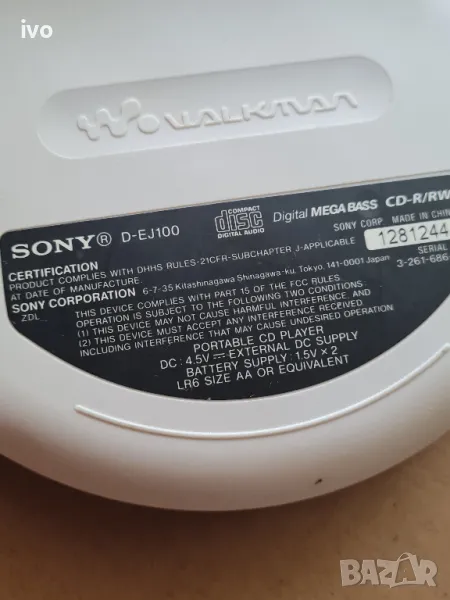 ivo
WALKMAN
SONY® D-EJ100 COMPACT disc DIGITAL AUDIO Digital MEGA BASS CD-R/RW
SONY CORP MADE IN CHIN
1281244
SERIAL
3-261-686
CERTIFICATION
PRODUCT COMPLIES WITH DHHS RULES-21CFR-SUBCHAPTER J-APPLICABLE
AT DATE OF MANUFACTURE.
SONY CORPORATION 6-7-35 Kitashinagawa Shinagawa-ku, Tokyo, 141-0001 Japan
ZDL
THIS DEVICE COMPLIES WITH PART 15 OF THE FCC RULES.
OPERATION IS SUBJECT TO THE FOLLOWING TWO CONDITIONS:
(1) THIS DEVICE MAY NOT CAUSE HARMFUL INTERFERENCE, AND
(2) THIS DEVICE MUST ACCEPT ANY INTERFERENCE RECEIVED
INCLUDING INTERFERENCE THAT MAY CAUSE UNDESIRED OPERATION.
PORTABLE CD PLAYER
DC: 4.5V EXTERNAL DC SUPPLY
BATTERY SUPPLY: 1.5V × 2
LR6 SIZE AA OR EQUIVALENT
bazar